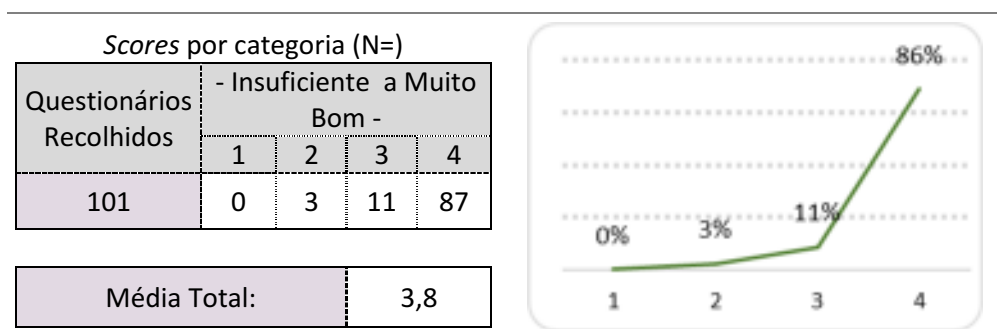 Scores por categoria (N=)
Questionários Recolhidos
- Insuficiente a Muito
Bom -
1 2 3 4
101 0 3 11 87
Média Total: 3,8
86%
11%
3%
0%
1 2 3 4